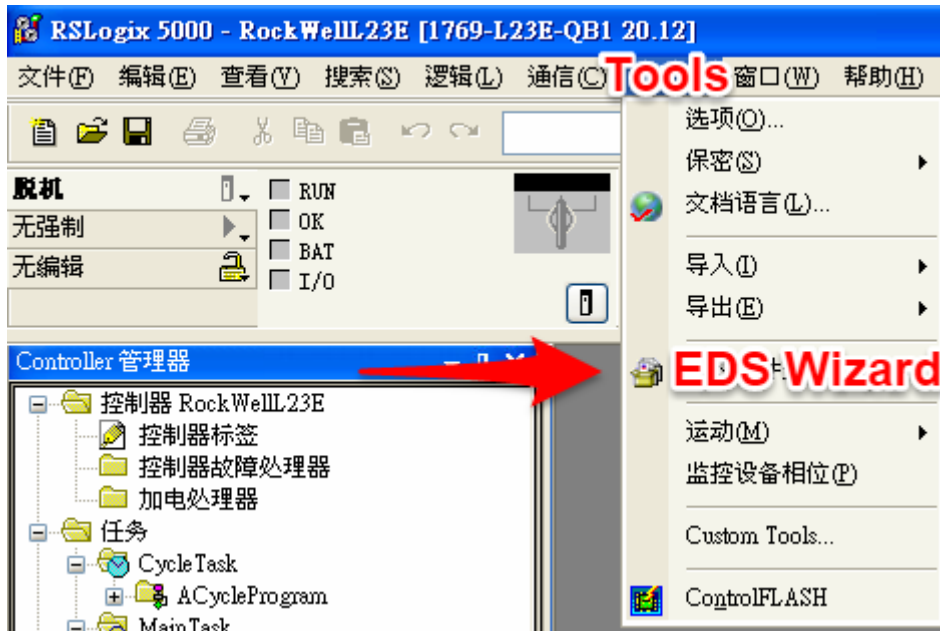 RSLogix 5000 - RockWellL23E [1769-L23E-QB1 20.12]
文件(F) 编辑(E) 查看(V) 搜索(S) 逻辑(L) 通信(C) Tools 窗口(W) 帮助(H)
选项(O)...
保密(S)
文档语言(L)...
导入(I)
导出(E)
EDS Wizard
运动(M)
监控设备相位(P)
Custom Tools...
ControlFLASH
脱机
RUN
无强制
OK
BAT
无编辑
I/O
Controller 管理器
控制器 RockWellL23E
控制器标签
控制器故障处理器
加电处理器
任务
CycleTask
ACycleProgram
MainTask